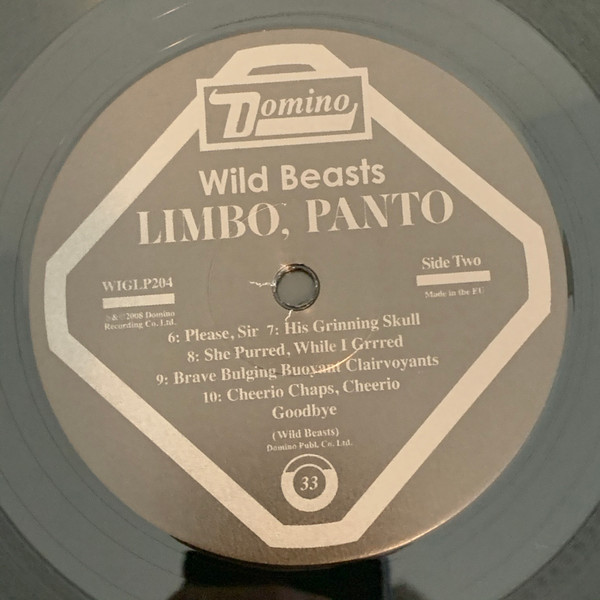 Domino
Wild Beasts
LIMBO, PANTO
WIGLP204
Side Two
℗&©2008 Domino
Recording Co. Ltd.
Made in the EU
6: Please, Sir 7: His Grinning Skull
8: She Purred, While I Grrred
9: Brave Bulging Buoyant Clairvoyants
10: Cheerio Chaps, Cheerio
Goodbye
(Wild Beasts)
Domino Publ. Co. Ltd.
33